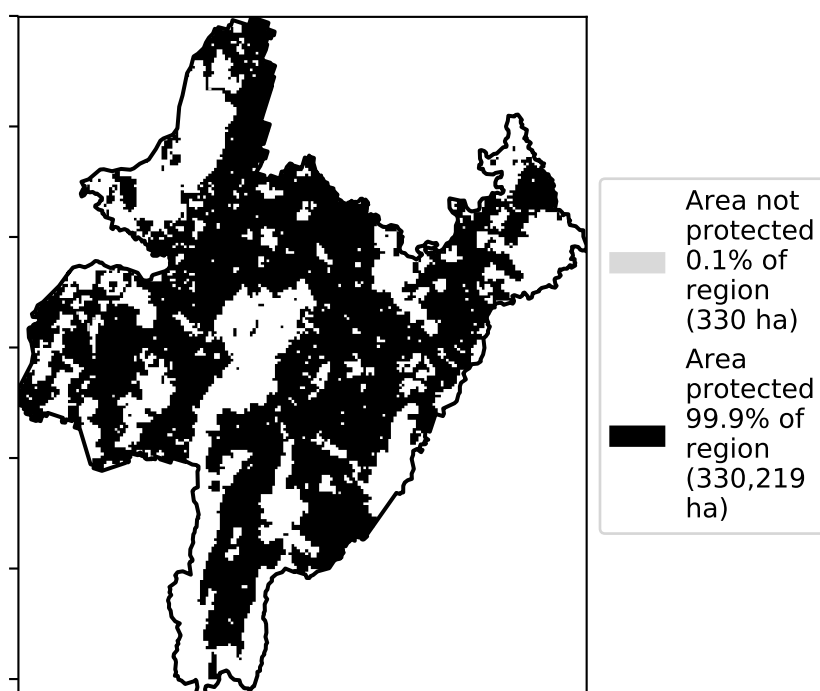 Area not
protected
0.1% of
region
(330 ha)
Area
protected
99.9% of
region
(330,219
ha)